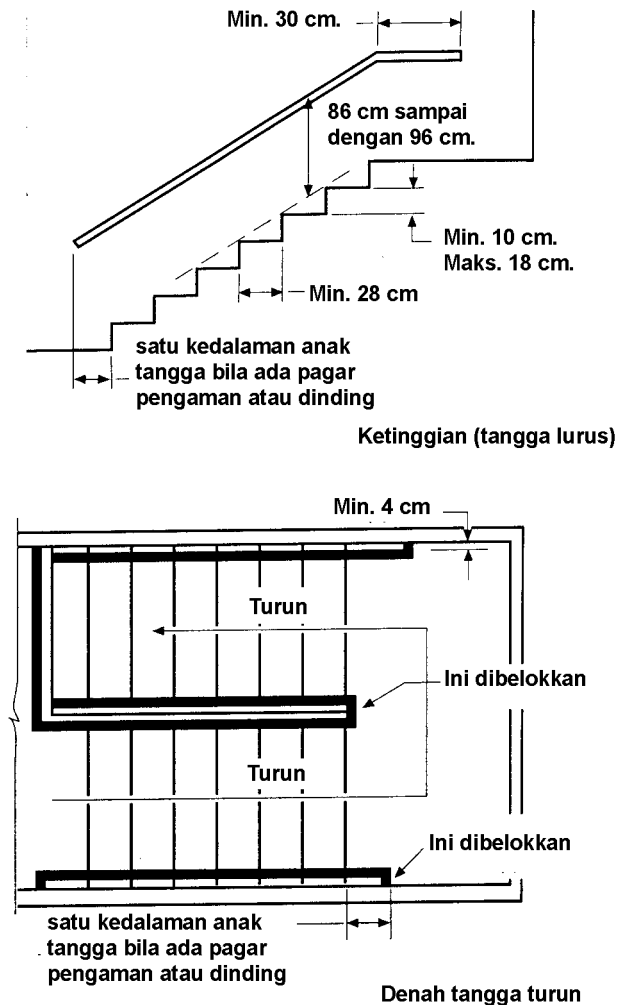 Min. 30 cm.
86 cm sampai
dengan 96 cm.
Min. 10 cm.
Maks. 18 cm.
Min. 28 cm
satu kedalaman anak
tangga bila ada pagar
pengaman atau dinding
Ketinggian (tangga lurus)
Min. 4 cm
Turun
Ini dibelokkan
Turun
Ini dibelokkan
satu kedalaman anak
tangga bila ada pagar
pengaman atau dinding
Denah tangga turun